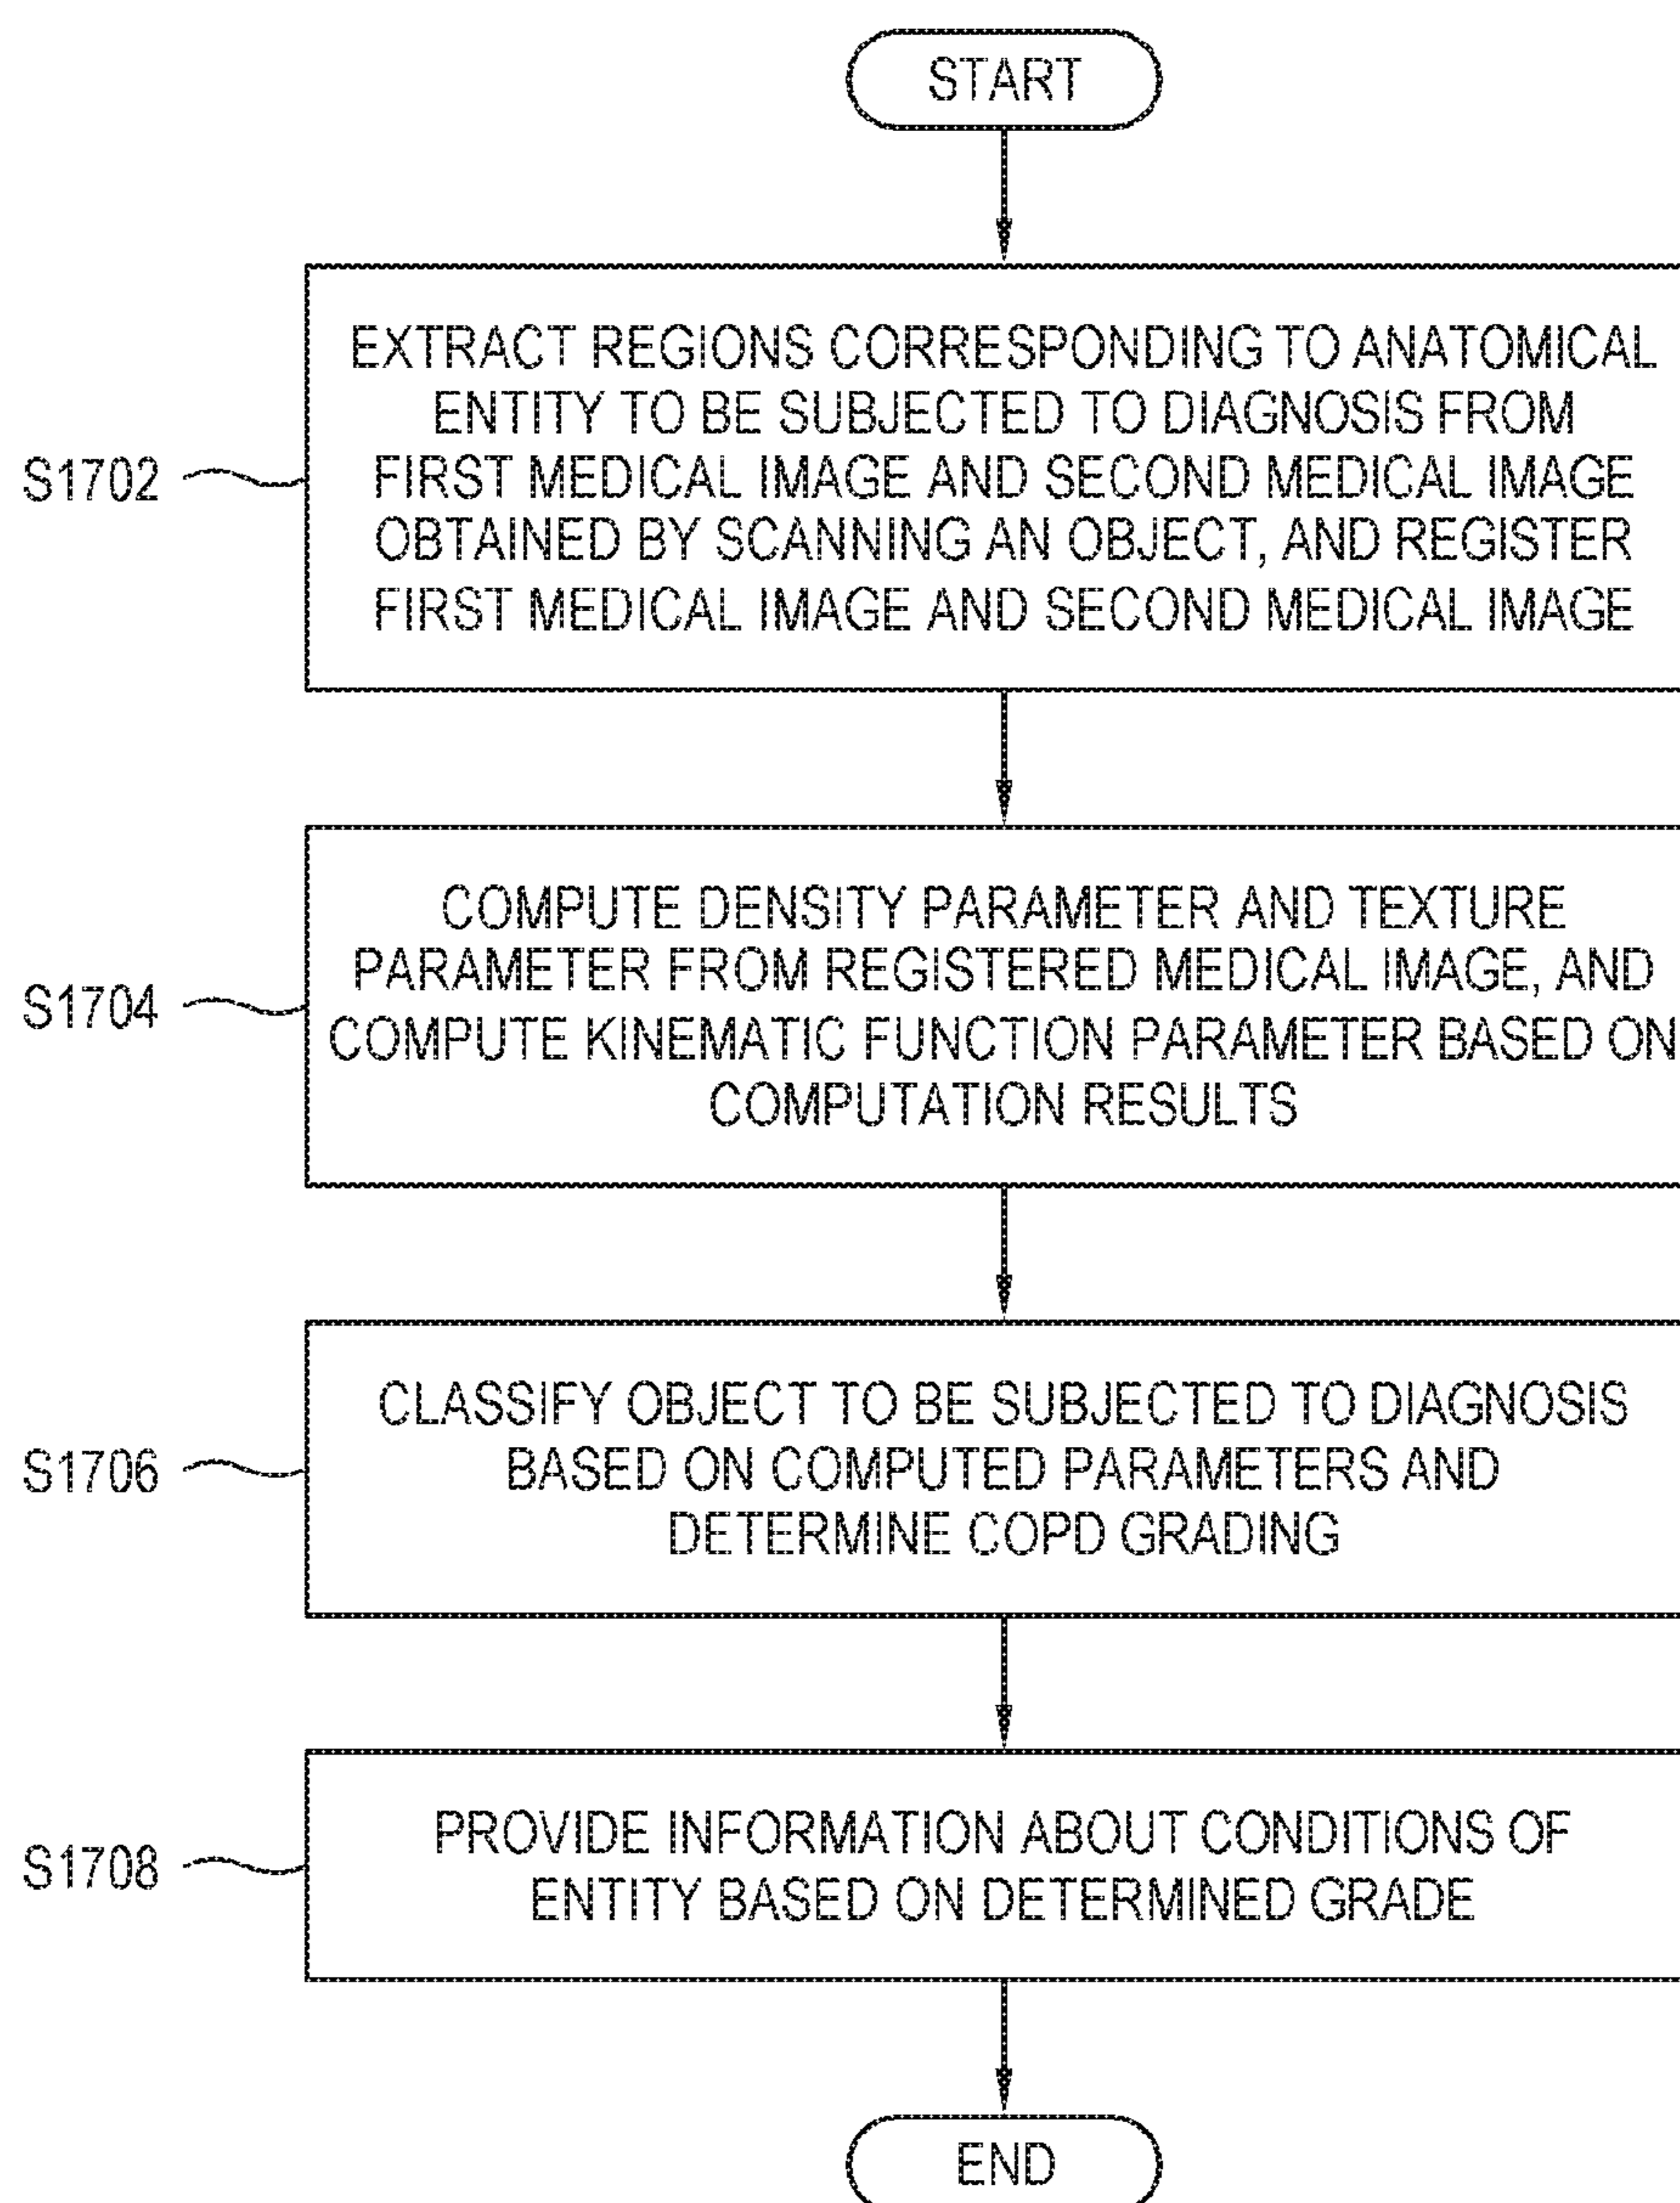 START
EXTRACT REGIONS CORRESPONDING TO ANATOMICAL
ENTITY TO BE SUBJECTED TO DIAGNOSIS FROM
S1702
FIRST MEDICAL IMAGE AND SECOND MEDICAL IMAGE
OBTAINED BY SCANNING AN OBJECT, AND REGISTER
FIRST MEDICAL IMAGE AND SECOND MEDICAL IMAGE
COMPUTE DENSITY PARAMETER AND TEXTURE
PARAMETER FROM REGISTERED MEDICAL IMAGE, AND
S1704
COMPUTE KINEMATIC FUNCTION PARAMETER BASED ON
COMPUTATION RESULTS
CLASSIFY OBJECT TO BE SUBJECTED TO DIAGNOSIS
S1706
BASED ON COMPUTED PARAMETERS AND
DETERMINE COPD GRADING
PROVIDE INFORMATION ABOUT CONDITIONS OF
S1708
ENTITY BASED ON DETERMINED GRADE
END